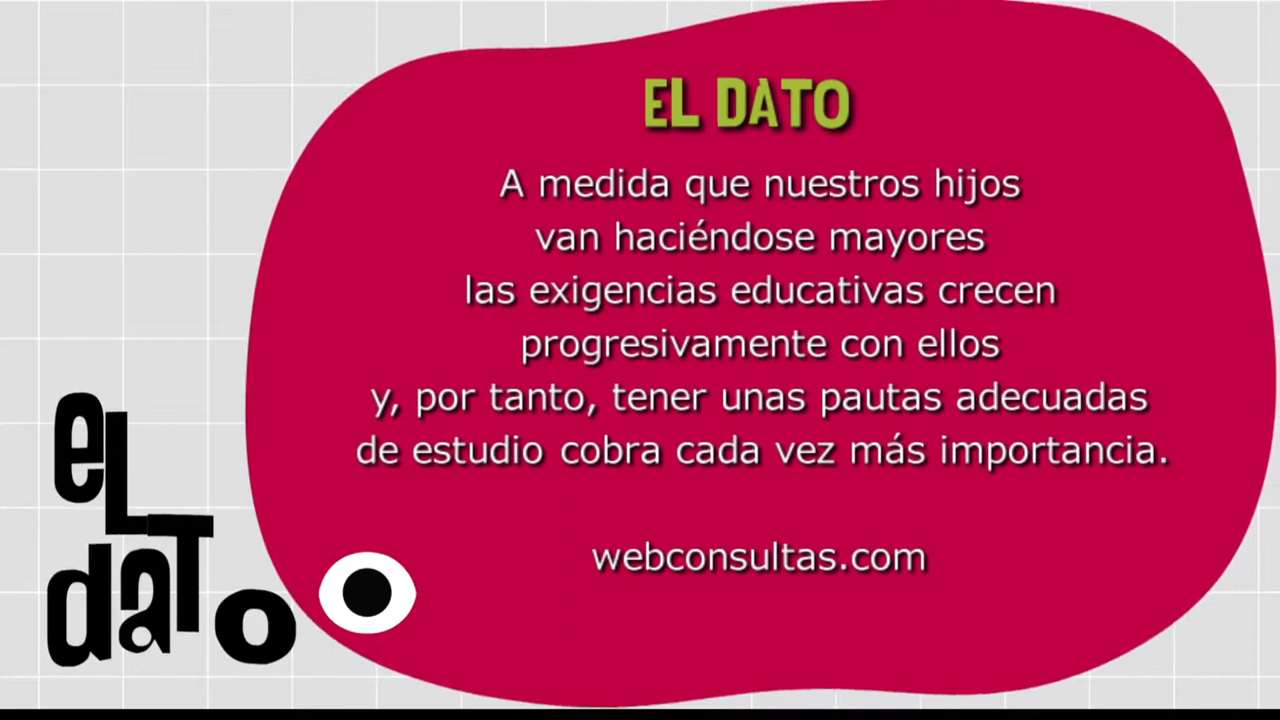 EL DATO
A medida que nuestros hijos
van haciéndose mayores
las exigencias educativas crecen
progresivamente con ellos
y, por tanto, tener unas pautas adecuadas
de estudio cobra cada vez más importancia.
webconsultas.com
eL
daTo